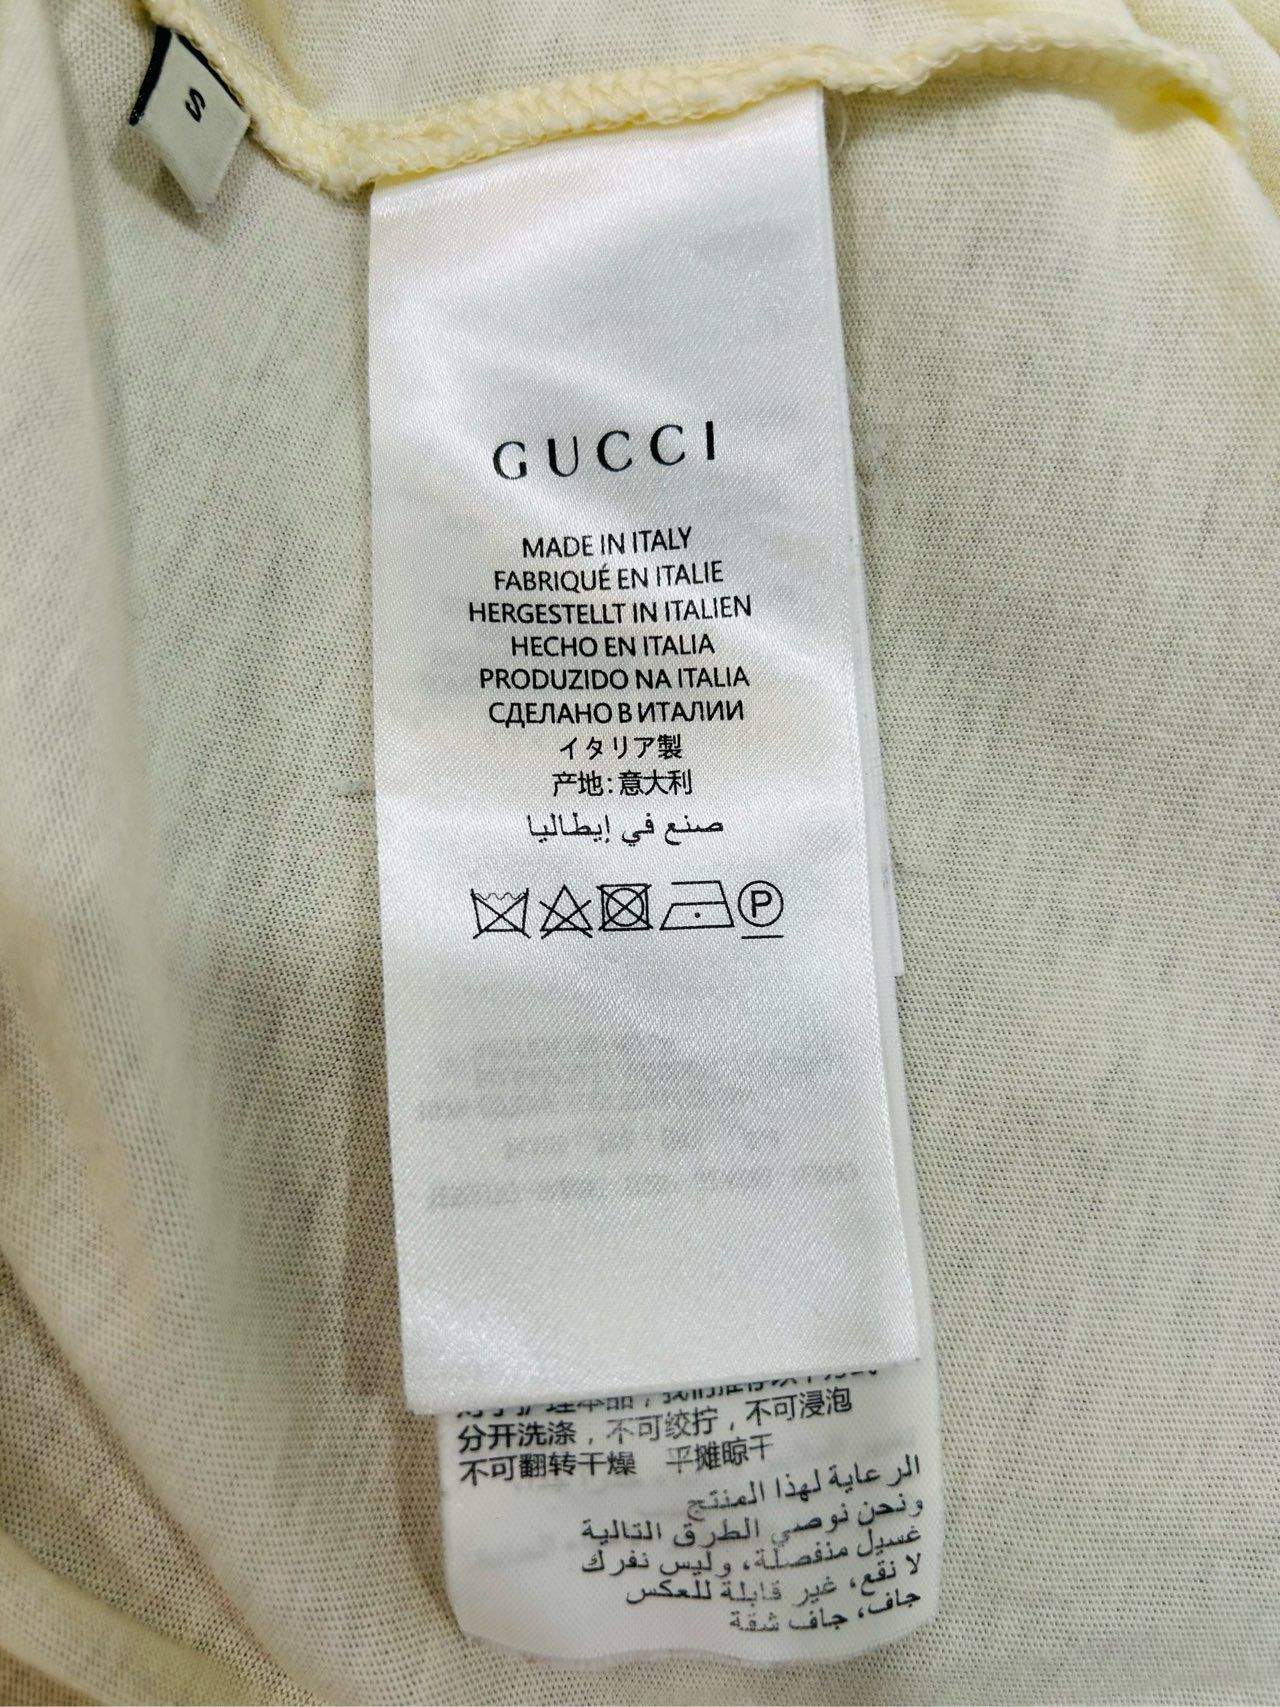 S
GUCCI
MADE IN ITALY
FABRIQUÉ EN ITALIE
HERGESTELLT IN ITALIEN
HECHO EN ITALIA
PRODUZIDO NA ITALIA
СДЕЛАНО В ИТАЛИИ
イタリア製
产地:意大利
صنع في إيطاليا
P
分开洗涤，不可绞拧，不可浸泡
不可翻转干燥 平摊晾干
الرعاية لهذا المنتج
ونحن نوصي الطرق التالية
غسيل منفصلة، وليس نفرك
لا نقع، غير قابلة للعكس
جاف، جاف شقة